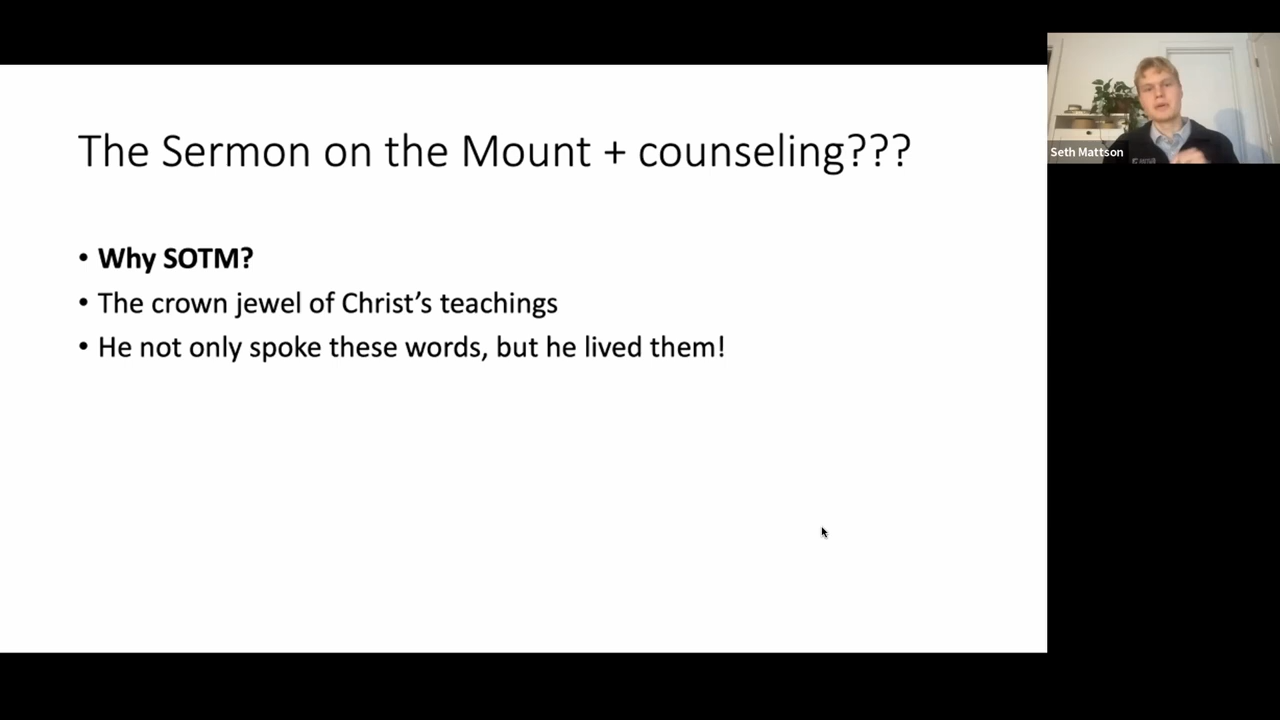 The Sermon on the Mount + counseling???
• Why SOTM?
• The crown jewel of Christ’s teachings
• He not only spoke these words, but he lived them!
Seth Mattson